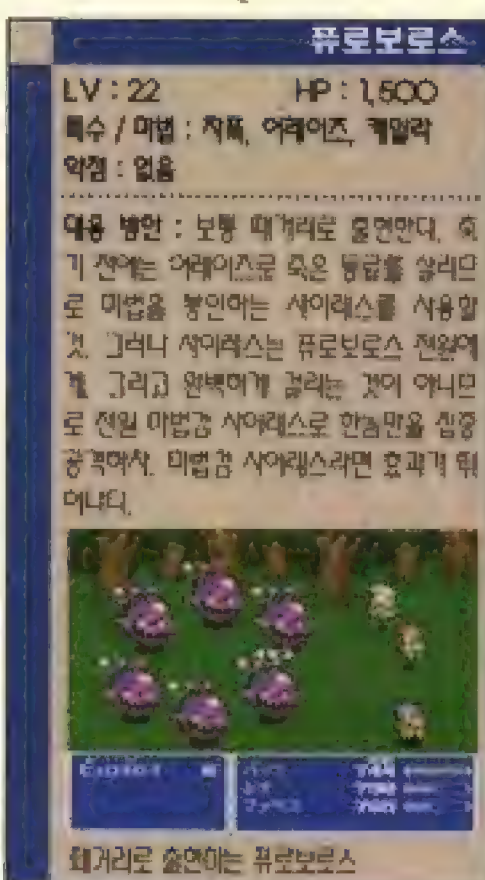 퓨로보로스
LV : 22 HP : 1,500
특수 / 마법 : 자폭, 어레이즈, 케알라
약점 : 없음
대응 방안 : 보통 떼거리로 출현한다. 죽
기 전에는 어레이즈로 죽은 동급을 살리므
로 마법을 봉인하는 사이레스를 사용할
것. 그러나 사이레스는 퓨로보로스 전원에
게 그리고 완벽하게 걸리는 것이 아니므
로 전원 마법검 사이레스로 한놈만을 집중
공격하자. 마법검 사이레스라면 효과가 뛰
어나다.
떼거리로 출현하는 퓨로보로스